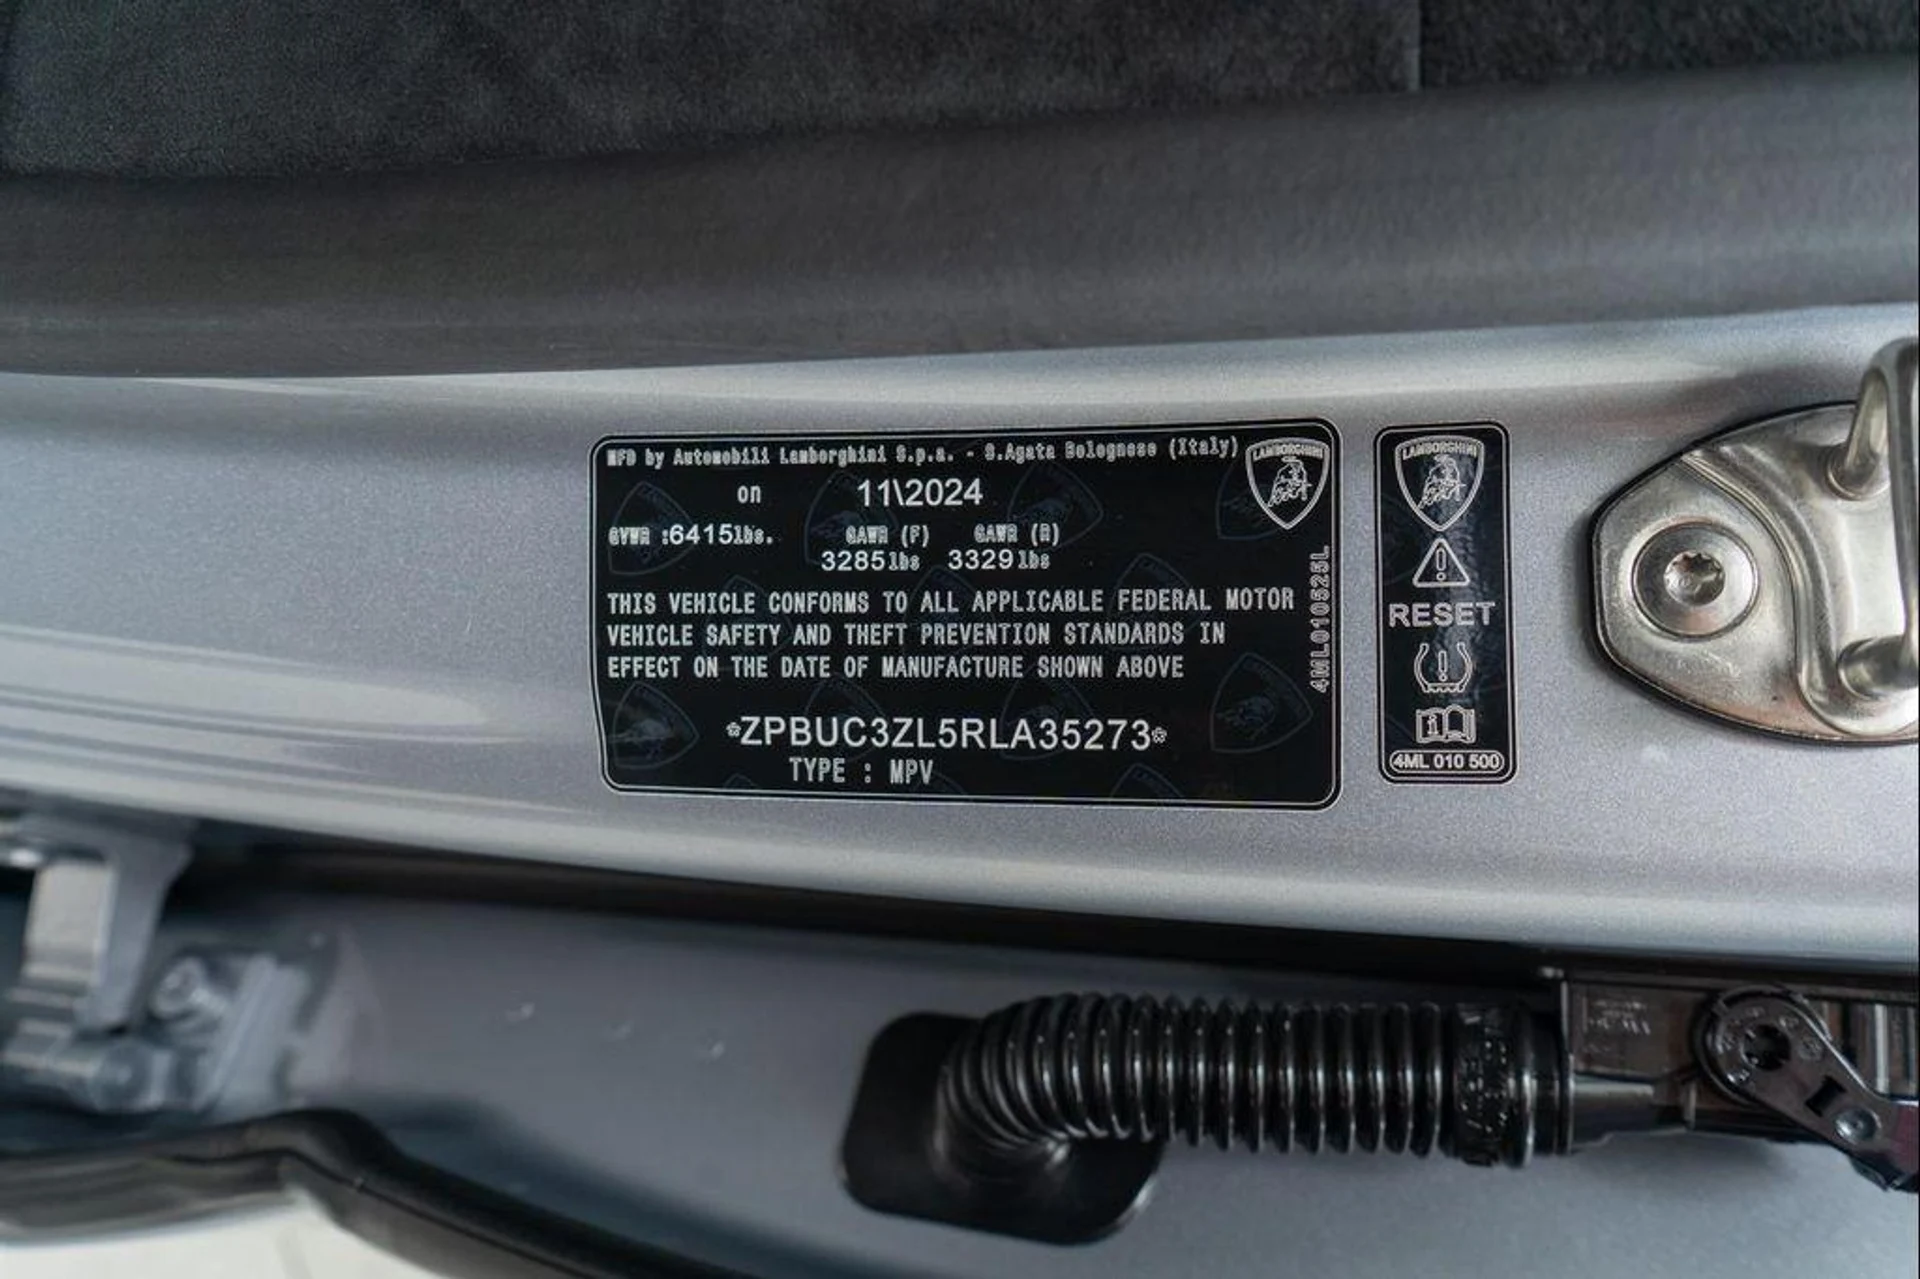 MFD by Automobili Lamborghini S.p.a. - S.Agata Bolognese (Italy)
on 11\2024
GVWR :6415lbs. GAWR (F) GAWR (R)
3285lbs 3329lbs
THIS VEHICLE CONFORMS TO ALL APPLICABLE FEDERAL MOTOR
VEHICLE SAFETY AND THEFT PREVENTION STANDARDS IN
EFFECT ON THE DATE OF MANUFACTURE SHOWN ABOVE
*ZPBUC3ZL5RLA35273*
TYPE : MPV
LAMBORGHINI
4ML010525L
LAMBORGHINI
RESET
4ML 010 500